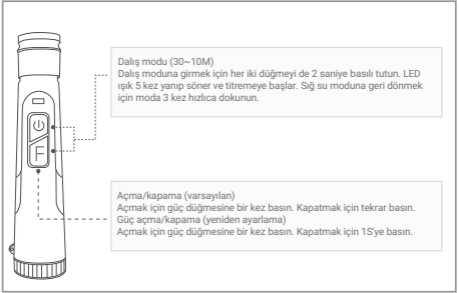 Dalış modu (30~10M)
Dalış moduna girmek için her iki düğmeyi de 2 saniye basılı tutun. LED
ışık 5 kez yanıp söner ve titremeye başlar. Sığ su moduna geri dönmek
için moda 3 kez hızlıca dokunun.
F
Açma/kapama (varsayılan)
Açmak için güç düğmesine bir kez basın. Kapatmak için tekrar basın.
Güç açma/kapama (yeniden ayarlama)
Açmak için güç düğmesine bir kez basın. Kapatmak için 1S'ye basın.